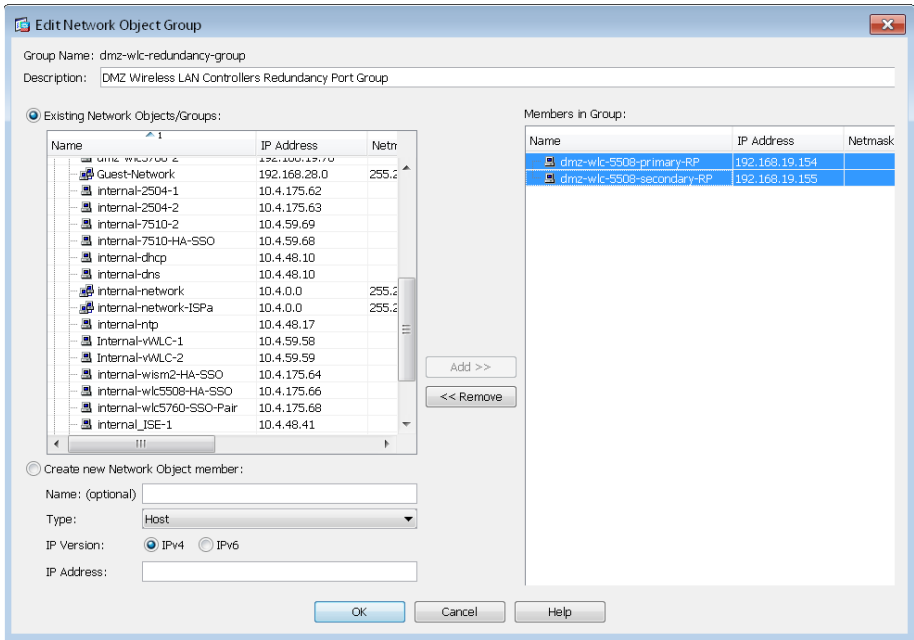 Edit Network Object Group
Group Name: dmz-wlc-redundancy-group
Description: DMZ Wireless LAN Controllers Redundancy Port Group
Existing Network Objects/Groups:
Name 1 IP Address Netm
Guest-Network 192.168.28.0 255.2
internal-2504-1 10.4.175.62
internal-2504-2 10.4.175.63
internal-7510-2 10.4.59.69
internal-7510-HA-SSO 10.4.59.68
internal-dhcp 10.4.48.10
internal-dns 10.4.48.10
internal-network 10.4.0.0 255.2
internal-network-ISPa 10.4.0.0 255.2
internal-ntp 10.4.48.17
Internal-vWLC-1 10.4.59.58
Internal-vWLC-2 10.4.59.59
internal-wism2-HA-SSO 10.4.175.64
internal-wlc5508-HA-SSO 10.4.175.66
internal-wlc5760-SSO-Pair 10.4.175.68
internal_ISE-1 10.4.48.41
Create new Network Object member:
Name: (optional)
Type: Host
IP Version: IPv4 IPv6
IP Address:
Add >>
<< Remove
Members in Group:
Name IP Address Netmask
dmz-wlc-5508-primary-RP 192.168.19.154
dmz-wlc-5508-secondary-RP 192.168.19.155
OK Cancel Help